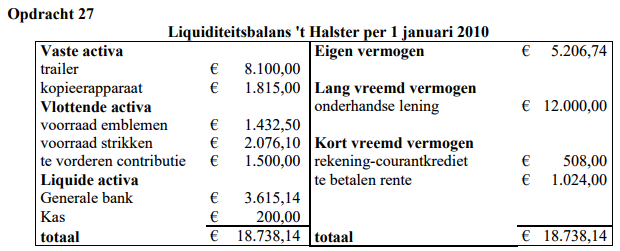 Opdracht 27
Liquiditeitsbalans 't Halster per 1 januari 2010
Vaste activa Eigen vermogen € 5.206,74
trailer € 8.100,00
kopieerapparaat € 1.815,00 Lang vreemd vermogen
Vlottende activa onderhandse lening € 12.000,00
voorraad emblemen € 1.432,50
voorraad strikken € 2.076,10 Kort vreemd vermogen
te vorderen contributie € 1.500,00 rekening-courantkrediet € 508,00
Liquide activa te betalen rente € 1.024,00
Generale bank € 3.615,14
Kas € 200,00
totaal € 18.738,14 totaal € 18.738,14